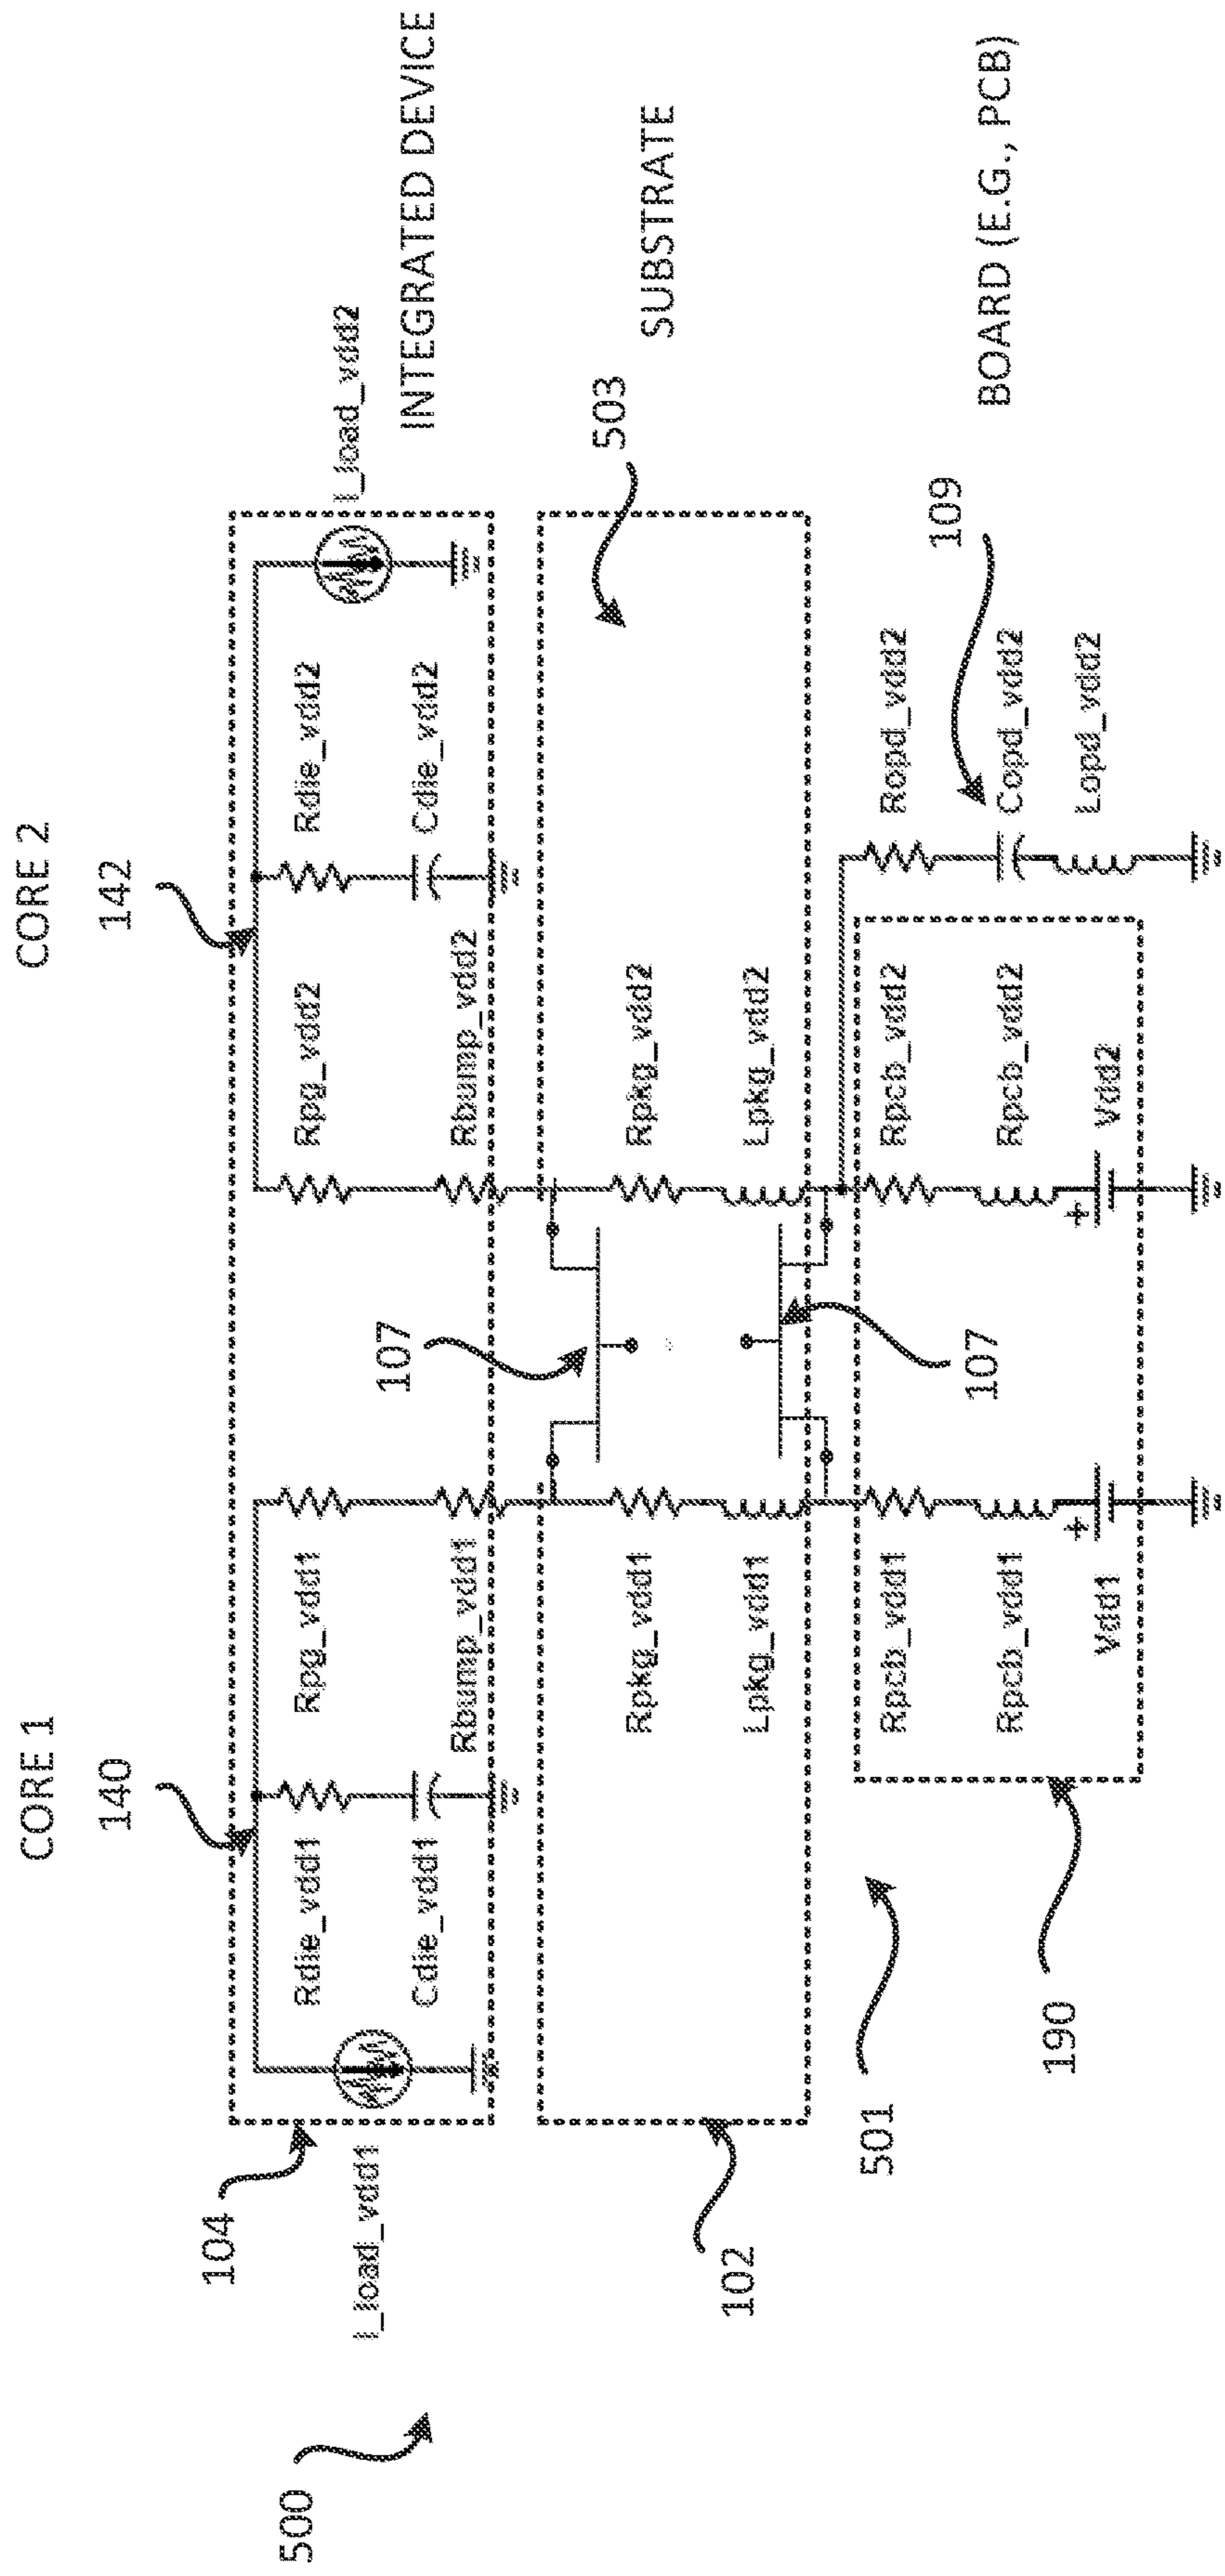 CORE 1
CORE 2
140
142
104
I_load_vdd1
Rdie_vdd1
Cdie_vdd1
Rpg_vdd1
Rbump_vdd1
Rpg_vdd2
Rbump_vdd2
Rdie_vdd2
Cdie_vdd2
I_load_vdd2
INTEGRATED DEVICE
500
107
503
SUBSTRATE
102
Rpkg_vdd1
Lpkg_vdd1
Rpkg_vdd2
Lpkg_vdd2
107
109
501
190
Rpcb_vdd1
Rpcb_vdd1
Vdd1
+
Rpcb_vdd2
Rpcb_vdd2
Vdd2
+
Ropd_vdd2
Copd_vdd2
Lopd_vdd2
BOARD (E.G., PCB)